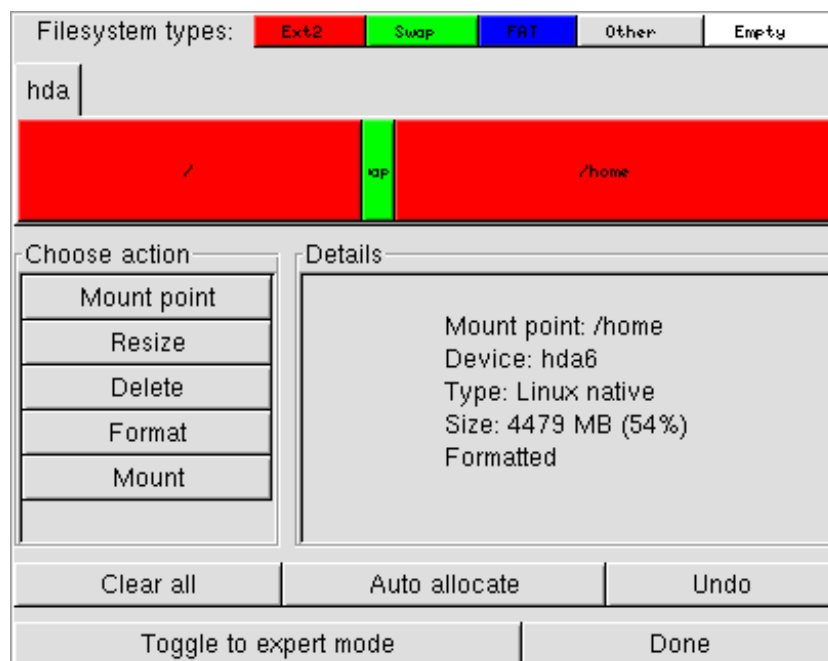 Filesystem types: Ext2 Swap FAT Other Empty
hda
/ /home
Choose action
Mount point
Resize
Delete
Format
Mount
Details
Mount point: /home
Device: hda6
Type: Linux native
Size: 4479 MB (54%)
Formatted
Clear all Auto allocate Undo
Toggle to expert mode Done